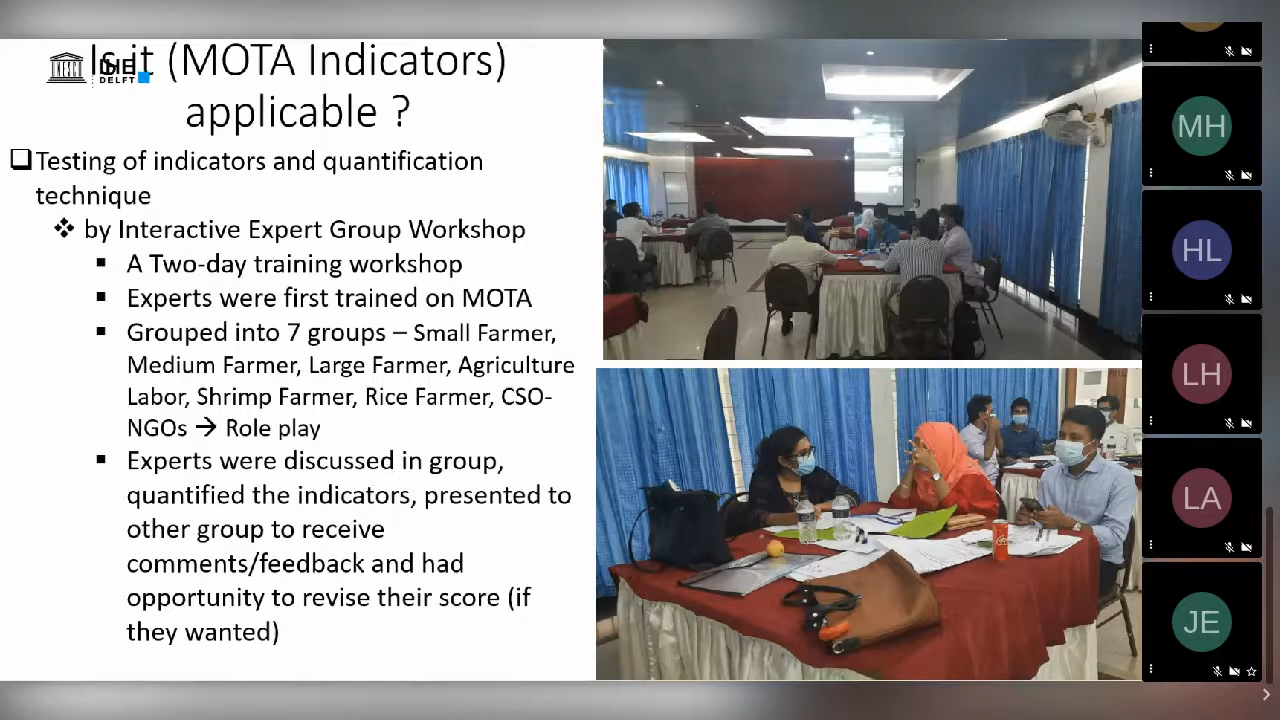 Is it (MOTA Indicators)
applicable ?
IHE
DELFT
Testing of indicators and quantification
technique
by Interactive Expert Group Workshop
A Two-day training workshop
Experts were first trained on MOTA
Grouped into 7 groups – Small Farmer,
Medium Farmer, Large Farmer, Agriculture
Labor, Shrimp Farmer, Rice Farmer, CSO-
NGOs → Role play
Experts were discussed in group,
quantified the indicators, presented to
other group to receive
comments/feedback and had
opportunity to revise their score (if
they wanted)
MH
HL
LH
LA
JE